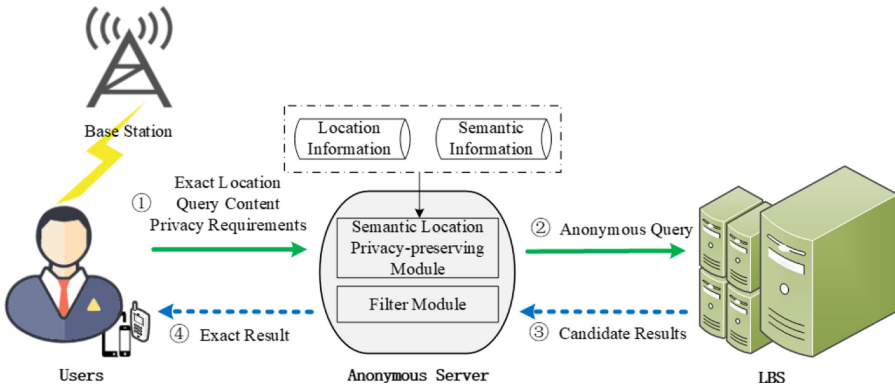 Base Station
Location
Information
Semantic
Information
①
Exact Location
Query Content
Privacy Requirements
Semantic Location
Privacy-preserving
Module
② Anonymous Query
Filter Module
④ Exact Result
③ Candidate Results
Users
Anonymous Server
LBS